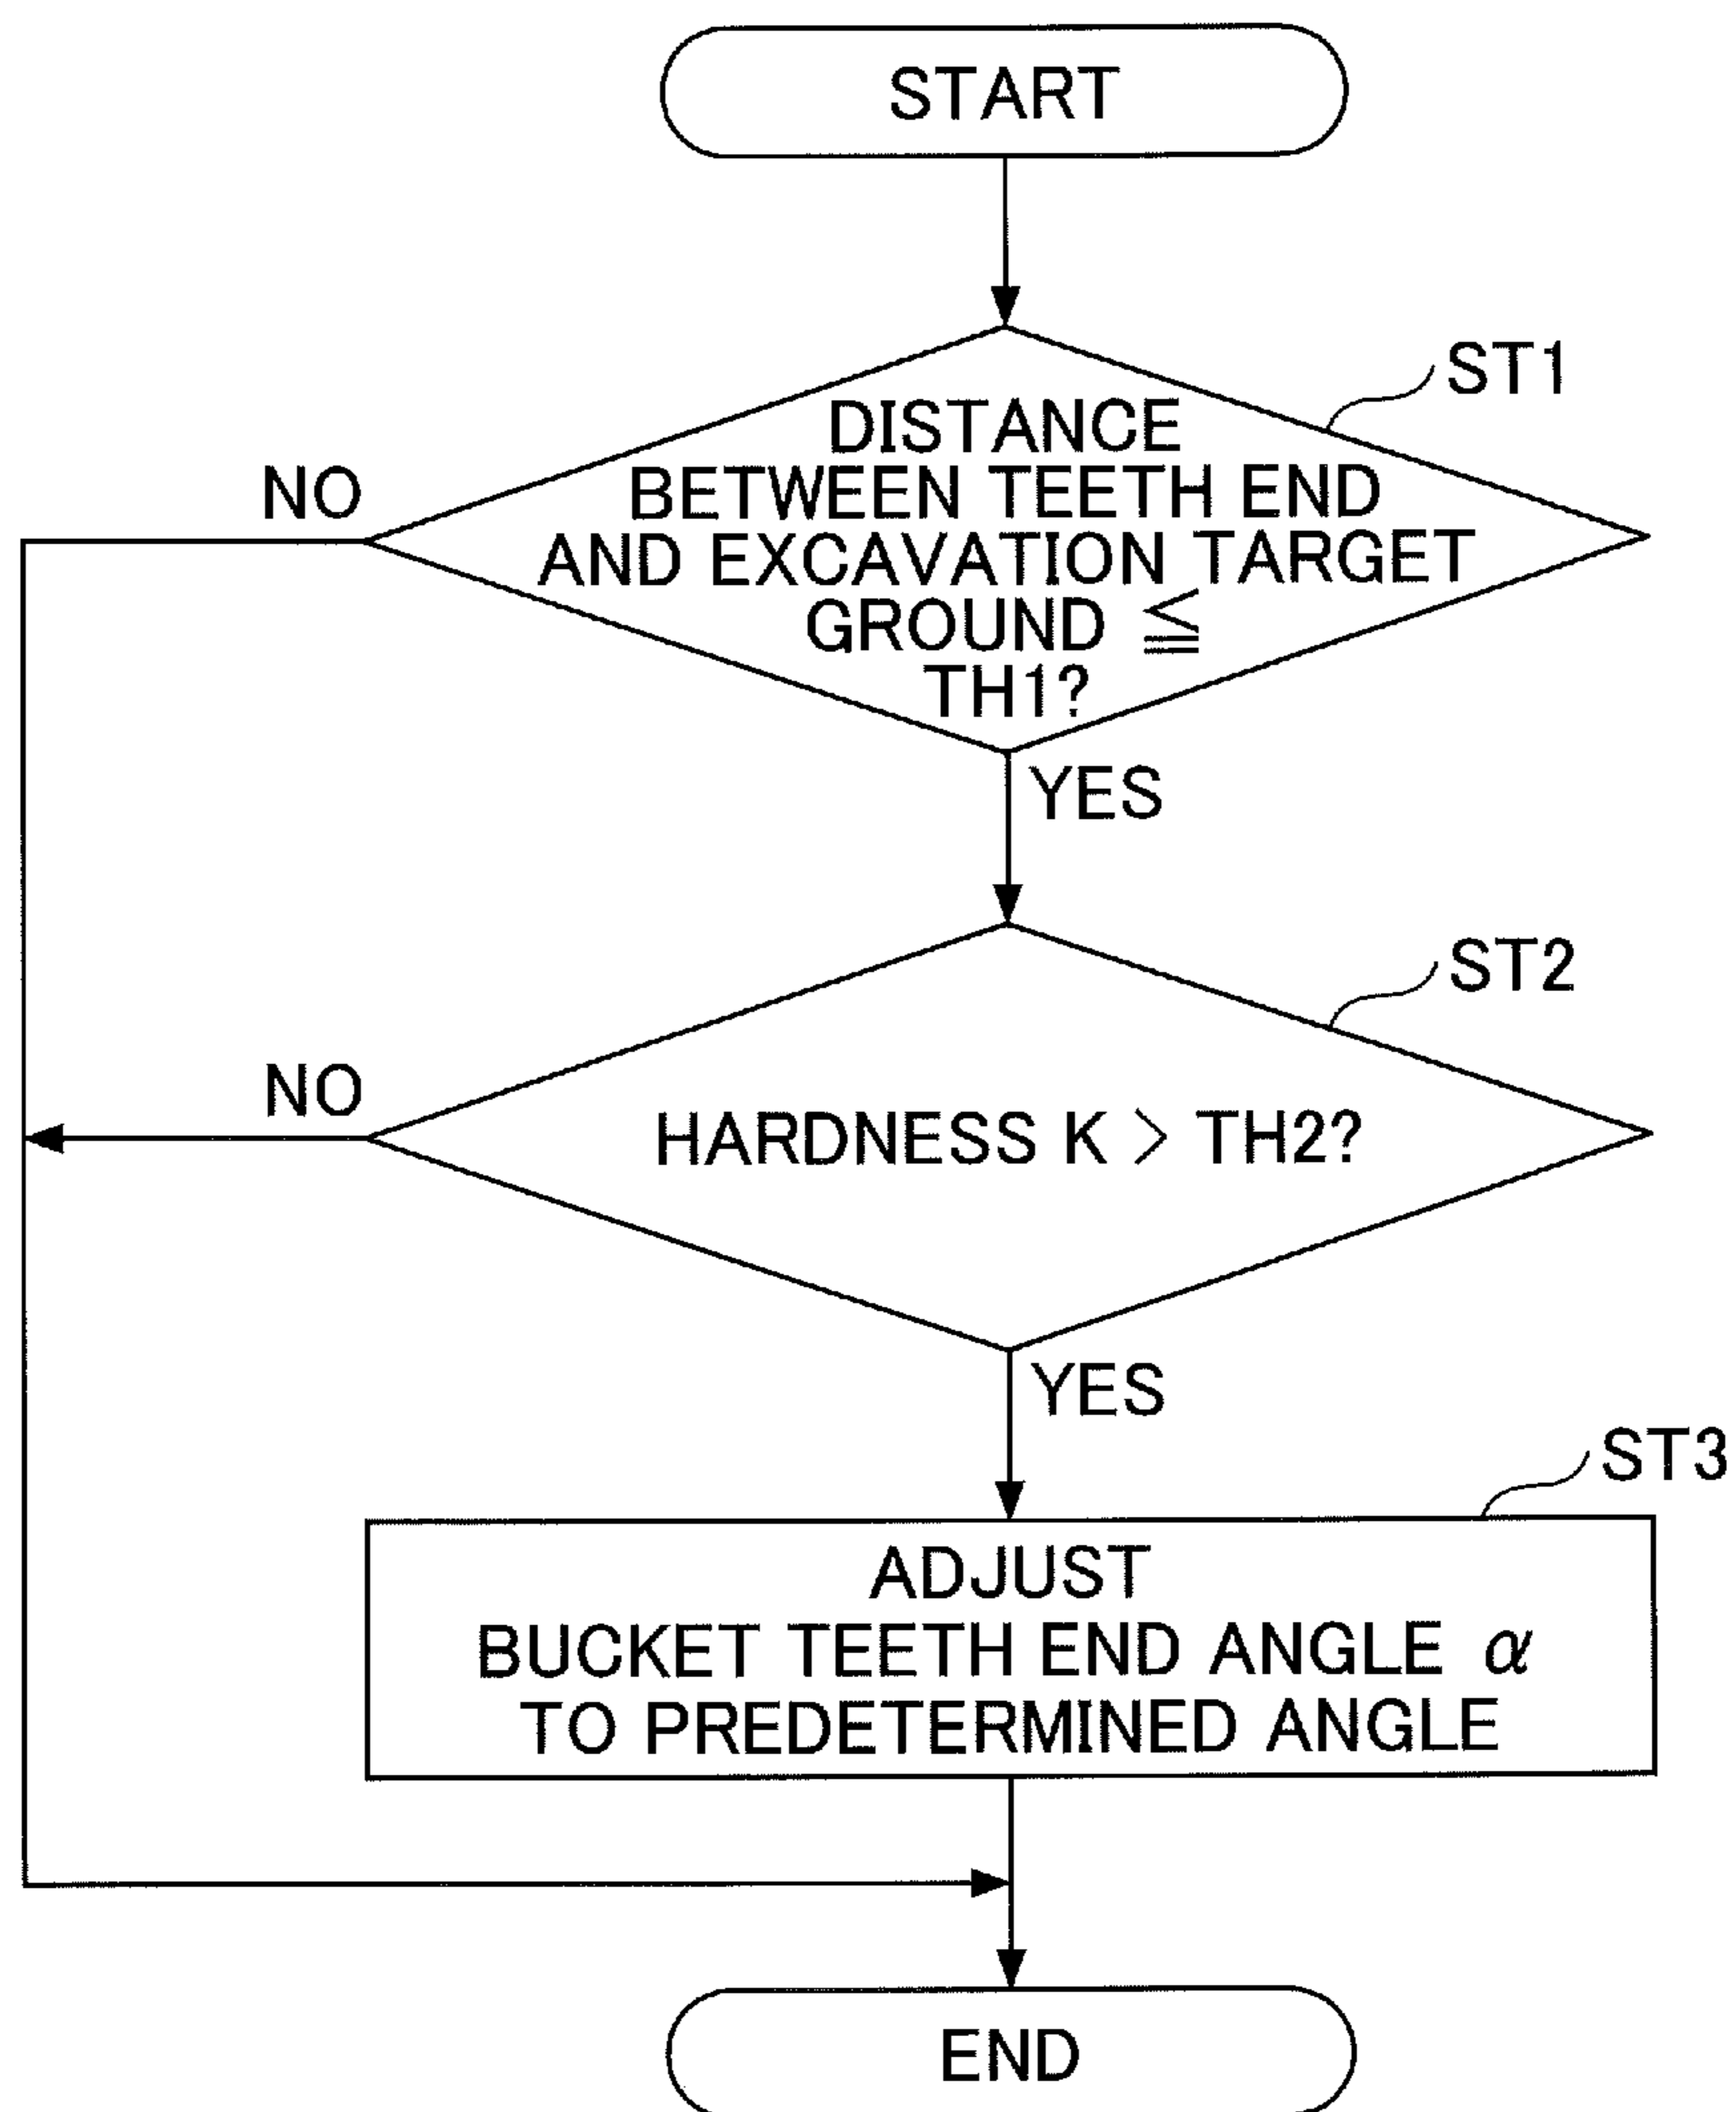 START
ST1
DISTANCE
BETWEEN TEETH END
AND EXCAVATION TARGET
GROUND ≦
TH1?
NO
YES
ST2
HARDNESS K > TH2?
NO
YES
ST3
ADJUST
BUCKET TEETH END ANGLE α
TO PREDETERMINED ANGLE
END